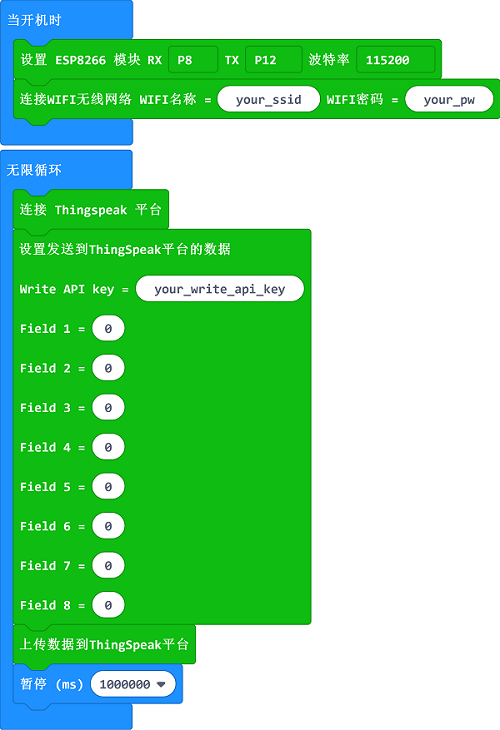 当开机时
设置 ESP8266 模块 RX P8 TX P12 波特率 115200
连接WIFI无线网络 WIFI名称 = your_ssid WIFI密码 = your_pw
无限循环
连接 Thingspeak 平台
设置发送到ThingSpeak平台的数据
Write API key = your_write_api_key
Field 1 = 0
Field 2 = 0
Field 3 = 0
Field 4 = 0
Field 5 = 0
Field 6 = 0
Field 7 = 0
Field 8 = 0
上传数据到ThingSpeak平台
暂停 (ms) 1000000